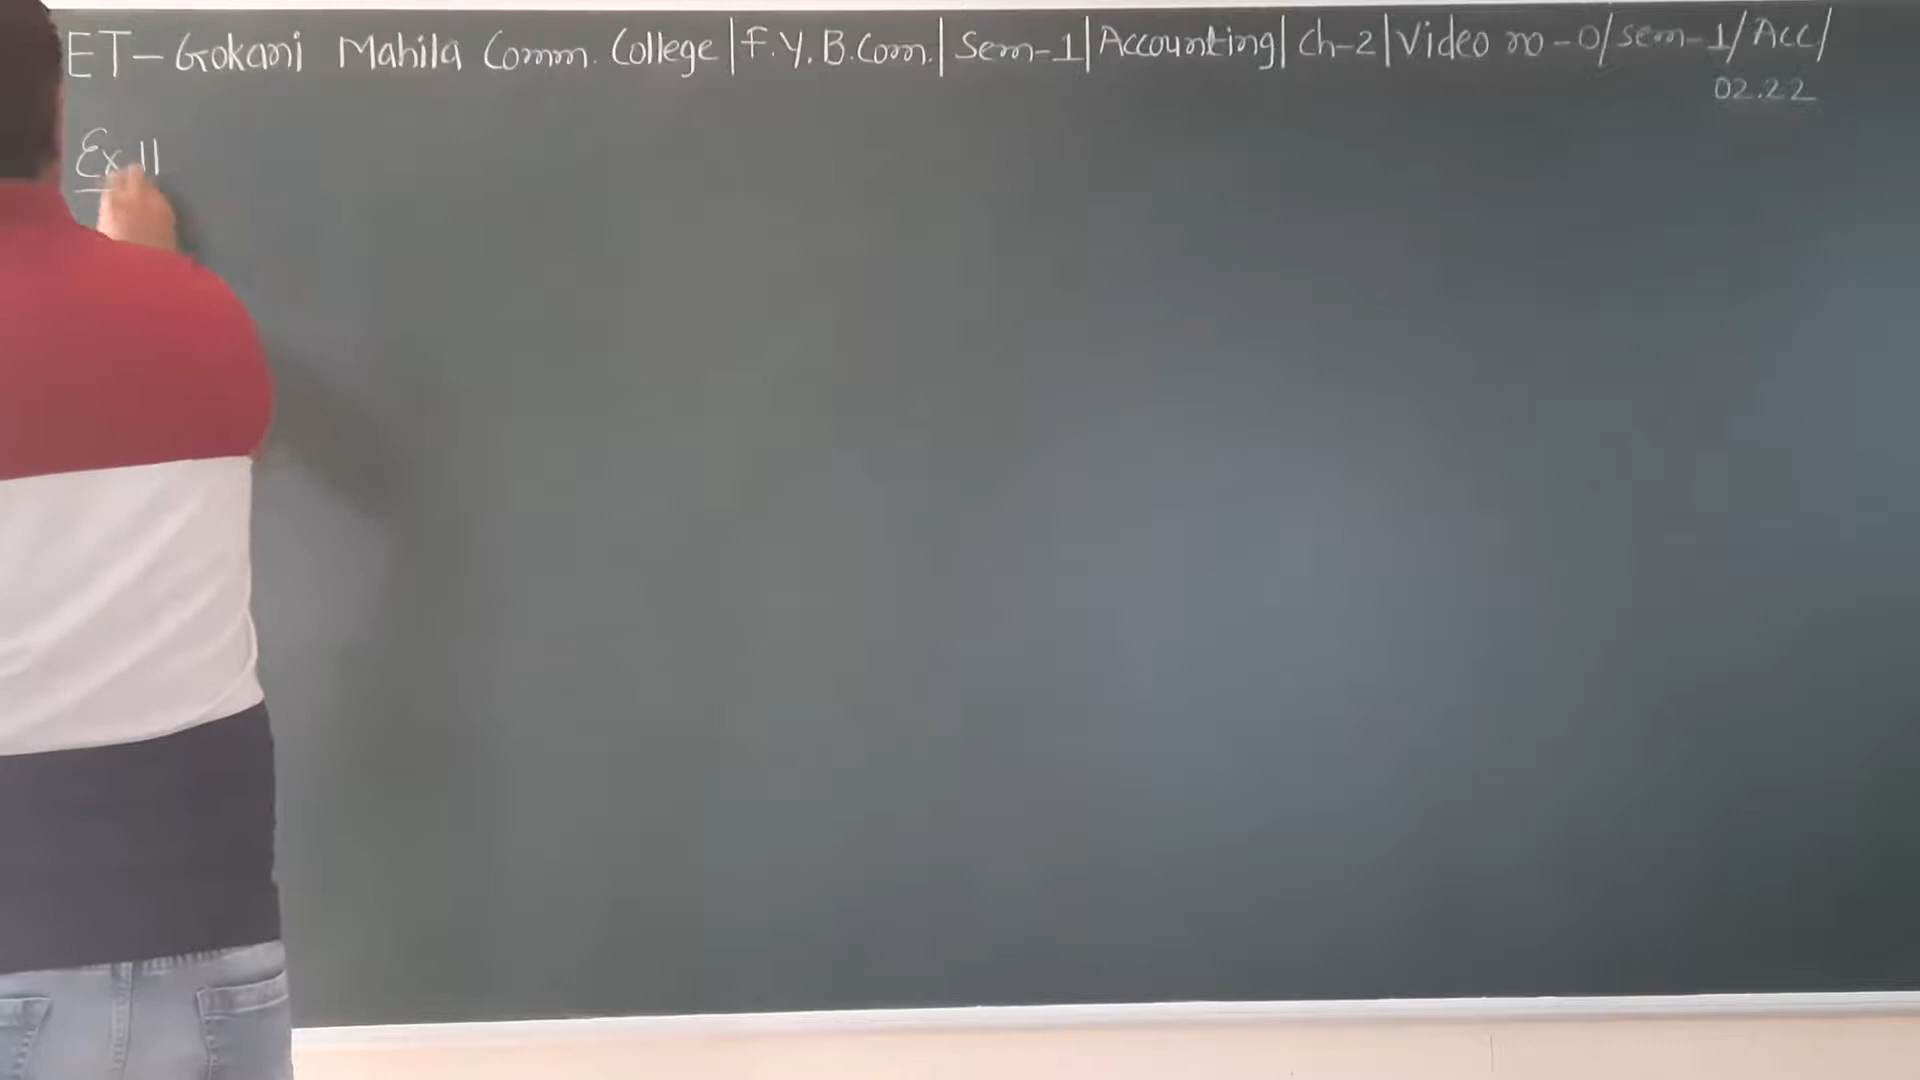 ET-Gokani Mahila Comm. College|F.Y.B.Com.|Sem-1|Accounting|Ch-2|Video no-0/sem-1/Acc/
02.22
Ex 11